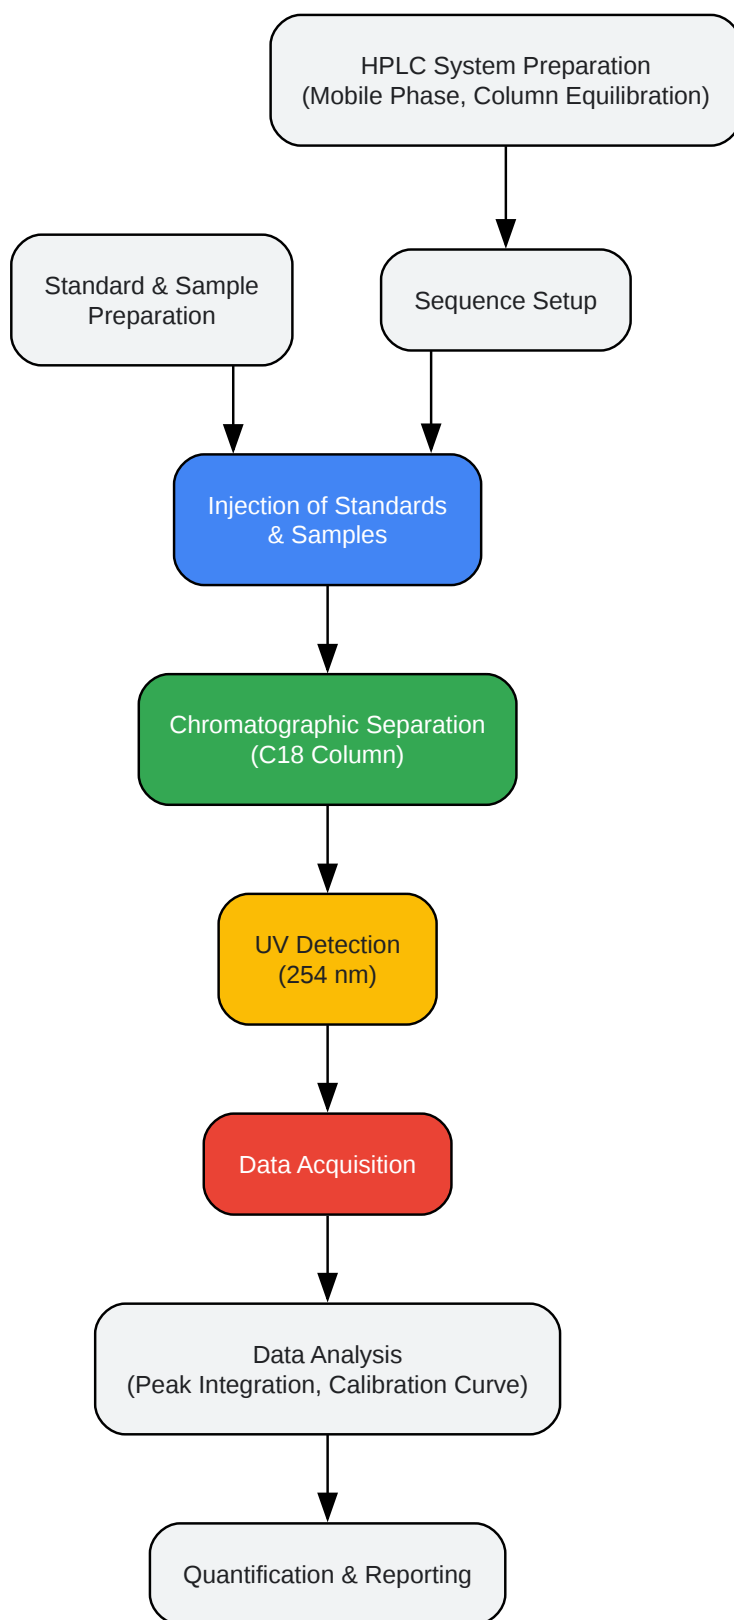 HPLC System Preparation
(Mobile Phase, Column Equilibration)
Standard & Sample
Preparation
Sequence Setup
Injection of Standards
& Samples
Chromatographic Separation
(C18 Column)
UV Detection
(254 nm)
Data Acquisition
Data Analysis
(Peak Integration, Calibration Curve)
Quantification & Reporting